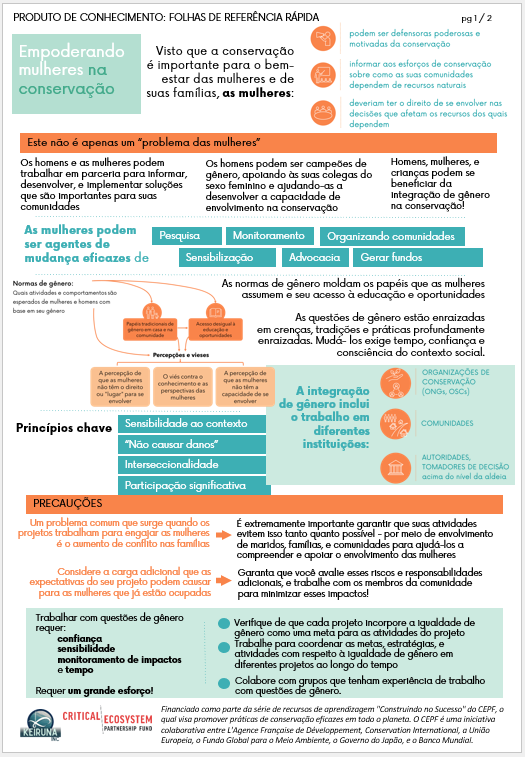 PRODUTO DE CONHECIMENTO: FOLHAS DE REFERÊNCIA RÁPIDA
pg 1 / 2
Empoderando
mulheres na
conservação
Visto que a conservação
é importante para o bem-
estar das mulheres e de
suas famílias, as mulheres:
podem ser defensoras poderosas e
motivadas da conservação
informar aos esforços de conservação
sobre como as suas comunidades
dependem de recursos naturais
deveriam ter o direito de se envolver nas
decisões que afetam os recursos dos quais
dependem
Este não é apenas um "problema das mulheres"
Os homens e as mulheres podem
trabalhar em parceria para informar,
desenvolver, e implementar soluções
que são importantes para suas
comunidades
Os homens podem ser campeões de
gênero, apoiando às suas colegas do
sexo feminino e ajudando-as a
desenvolver a capacidade de
envolvimento na conservação
Homens, mulheres, e
crianças podem se
beneficiar da
integração de gênero
na conservação!
As mulheres podem
ser agentes de
mudança eficazes de
Pesquisa
Monitoramento
Organizando comunidades
Sensibilização
Advocacia
Gerar fundos
Normas de gênero:
Quais atividades e comportamentos são
esperados de mulheres e homens com
base em seu gênero
Papéis tradicionais de
gênero em casa e na
comunidade
Acesso desigual a
educação e
oportunidades
Percepções e vieses
A percepção de
que as mulheres
não têm o direito
ou "lugar" para se
envolver
O viés contra o
conhecimento e as
perspectivas das
mulheres
A percepção de
que as mulheres
não têm a
capacidade de se
envolver
As normas de gênero moldam os papéis que as mulheres
assumem e seu acesso à educação e oportunidades
As questões de gênero estão enraizadas
em crenças, tradições e práticas profundamente
enraizadas. Mudá- los exige tempo, confiança e
consciência do contexto social.
A integração
de gênero inclui
o trabalho em
diferentes
instituições:
ORGANIZAÇÕES DE
CONSERVAÇÃO
(ONGs, OSCs)
COMUNIDADES
AUTORIDADES,
TOMADORES DE DECISÃO
acima do nível da aldeia
Princípios chave
Sensibilidade ao contexto
"Não causar danos"
Interseccionalidade
Participação significativa
PRECAUÇÕES
Um problema comum que surge quando os
projetos trabalham para engajar as mulheres
é o aumento de conflito nas famílias
É extremamente importante garantir que suas atividades
evitem isso tanto quanto possível - por meio de envolvimento
de maridos, famílias, e comunidades para ajudá-los a
compreender e apoiar o envolvimento das mulheres
Considere a carga adicional que as
expectativas do seu projeto podem causar
para as mulheres que já estão ocupadas
Garanta que você avalie esses riscos e responsabilidades
adicionais, e trabalhe com os membros da comunidade
para minimizar esses impactos!
Trabalhar com questões de gênero
requer:
confiança
sensibilidade
monitoramento de impactos
e tempo
Requer um grande esforço!
Verifique de que cada projeto incorpore a igualdade de
gênero como uma meta para as atividades do projeto
Trabalhe para coordenar as metas, estratégias, e
atividades com respeito à igualdade de gênero em
diferentes projetos ao longo do tempo
Colabore com grupos que tenham experiência de trabalho
com questões de gênero.
KEIRUNA
INC
CRITICAL ECOSYSTEM
PARTNERSHIP FUND
Financiado como parte da série de recursos de aprendizagem "Construindo no Sucesso" do CEPF, o
qual visa promover práticas de conservação eficazes em todo o planeta. O CEPF é uma iniciativa
colaborativa entre L'Agence Française de Développement, Conservation International, a União
Europeia, o Fundo Global para o Meio Ambiente, o Governo do Japão, e o Banco Mundial.